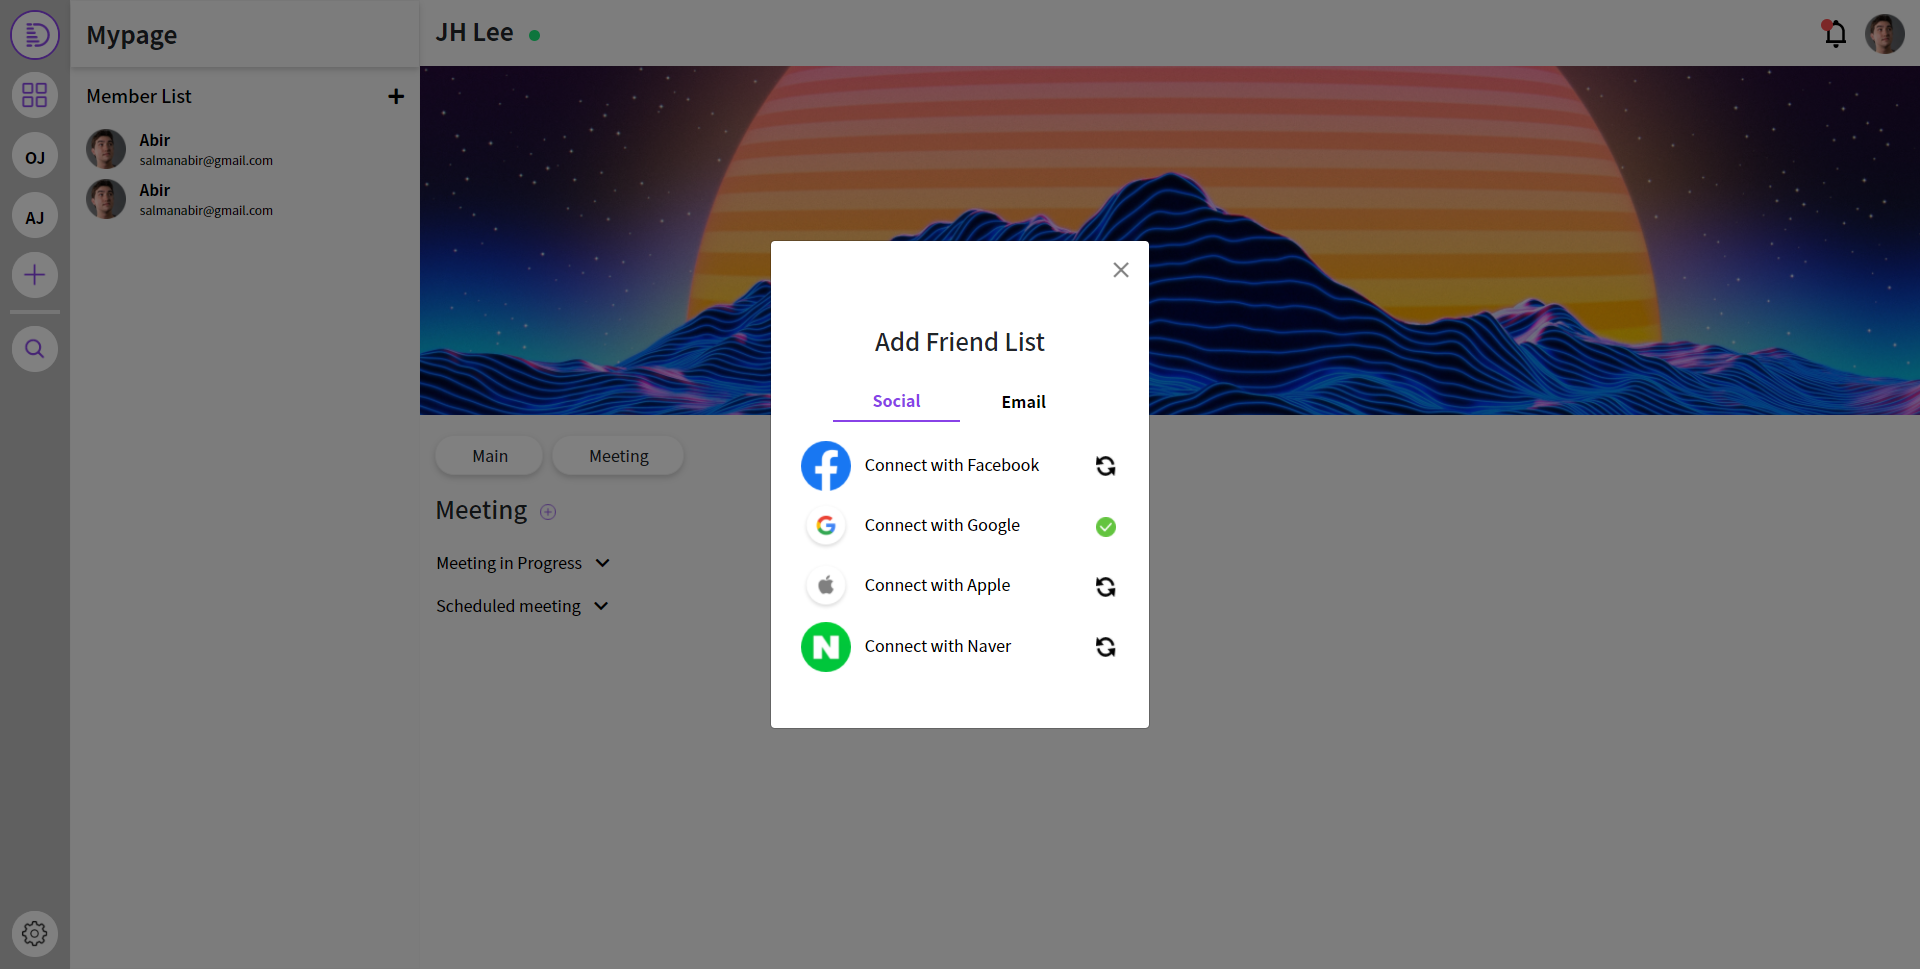 Mypage
JH Lee
Member List
Abir
salmanabir@gmail.com
Abir
salmanabir@gmail.com
OJ
AJ
Main
Meeting
Meeting
Meeting in Progress
Scheduled meeting
Add Friend List
Social
Email
Connect with Facebook
Connect with Google
Connect with Apple
Connect with Naver